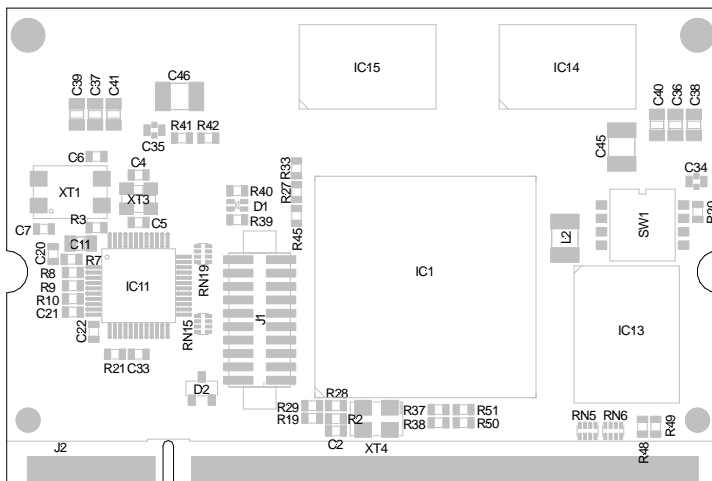 C39
C37
C41
C46
IC15
IC14
C40
C36
C38
R41
R42
C35
C45
C6
C4
R33
C34
XT1
XT3
R40
R27
D1
R39
R45
R20
SW1
C7
R3
C5
C11
C20
R7
L2
R8
R9
R10
C21
IC11
RN19
IC1
C22
RN15
J1
IC13
R21
C33
D2
R28
R29
R19
R2
C2
XT4
R37
R38
R51
R50
RN5
RN6
R48
R49
J2